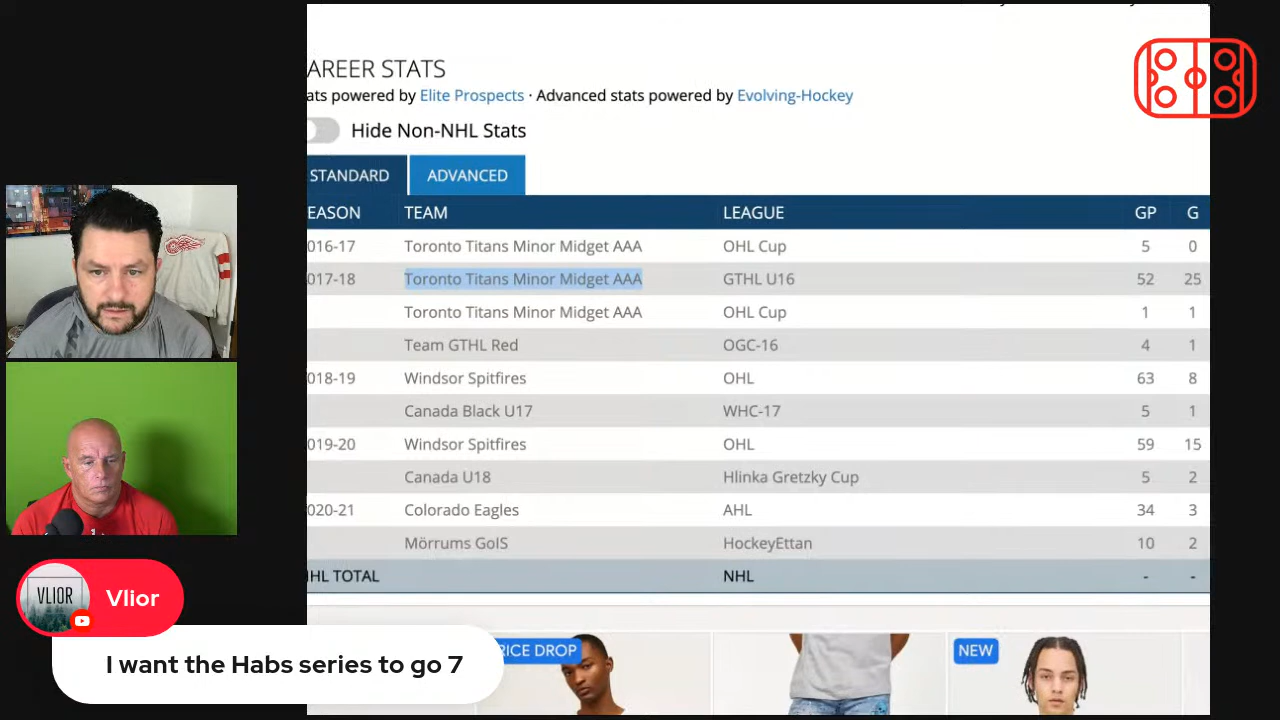 AREER STATS
ats powered by Elite Prospects · Advanced stats powered by Evolving-Hockey
Hide Non-NHL Stats
STANDARD ADVANCED
EASON TEAM LEAGUE GP G
016-17 Toronto Titans Minor Midget AAA OHL Cup 5 0
017-18 Toronto Titans Minor Midget AAA GTHL U16 52 25
Toronto Titans Minor Midget AAA OHL Cup 1 1
Team GTHL Red OGC-16 4 1
018-19 Windsor Spitfires OHL 63 8
Canada Black U17 WHC-17 5 1
019-20 Windsor Spitfires OHL 59 15
Canada U18 Hlinka Gretzky Cup 5 2
020-21 Colorado Eagles AHL 34 3
Mörrums GoIS HockeyEttan 10 2
HL TOTAL NHL - -
VLIOR Vlior
I want the Habs series to go 7
RICE DROP NEW